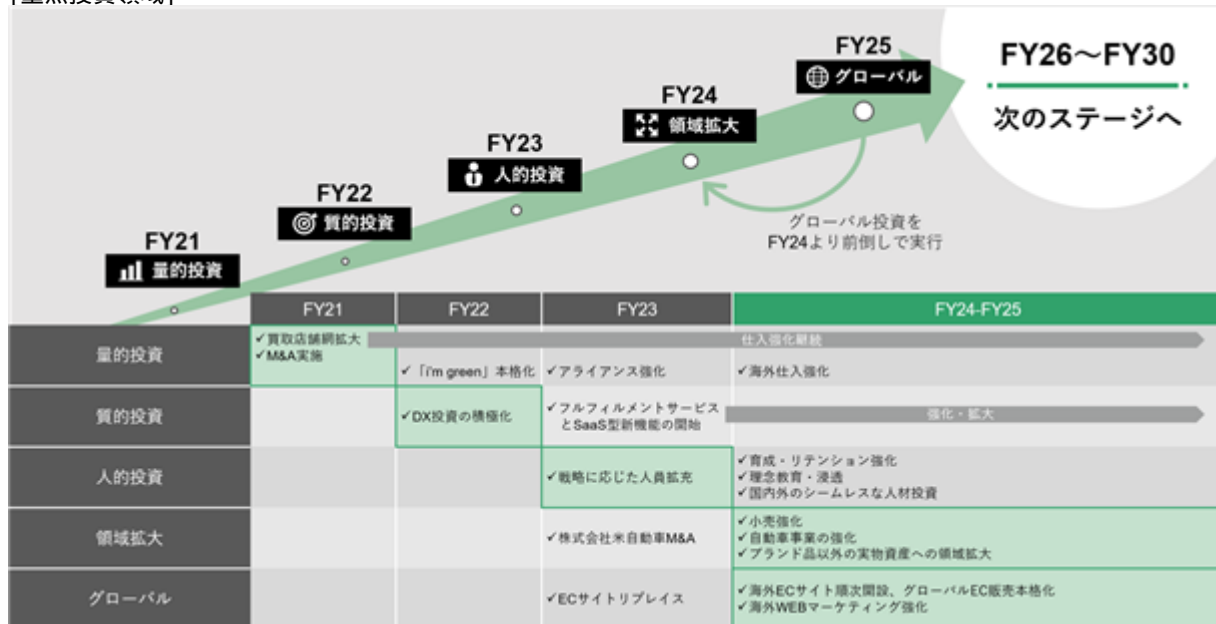 [重点投資領域]
FY26～FY30
次のステージへ
FY25
グローバル
FY24
領域拡大
FY23
人的投資
FY22
質的投資
FY21
量的投資
グローバル投資を
FY24より前倒しで実行
FY21 FY22 FY23 FY24-FY25
量的投資
✓買取店舗網拡大
✓M&A実施
仕入強化継続
✓「i'm green」本格化
✓アライアンス強化
✓海外仕入強化
質的投資
✓DX投資の積極化
✓フルフィルメントサービス
とSaaS型新機能の開始
強化・拡大
人的投資
✓戦略に応じた人員拡充
✓育成・リテンション強化
✓理念教育・浸透
✓国内外のシームレスな人材投資
領域拡大
✓株式会社米自動車M&A
✓小売強化
✓自動車事業の強化
✓ブランド品以外の実物資産への領域拡大
グローバル
✓ECサイトリプレイス
✓海外ECサイト順次開設、グローバルEC販売本格化
✓海外WEBマーケティング強化